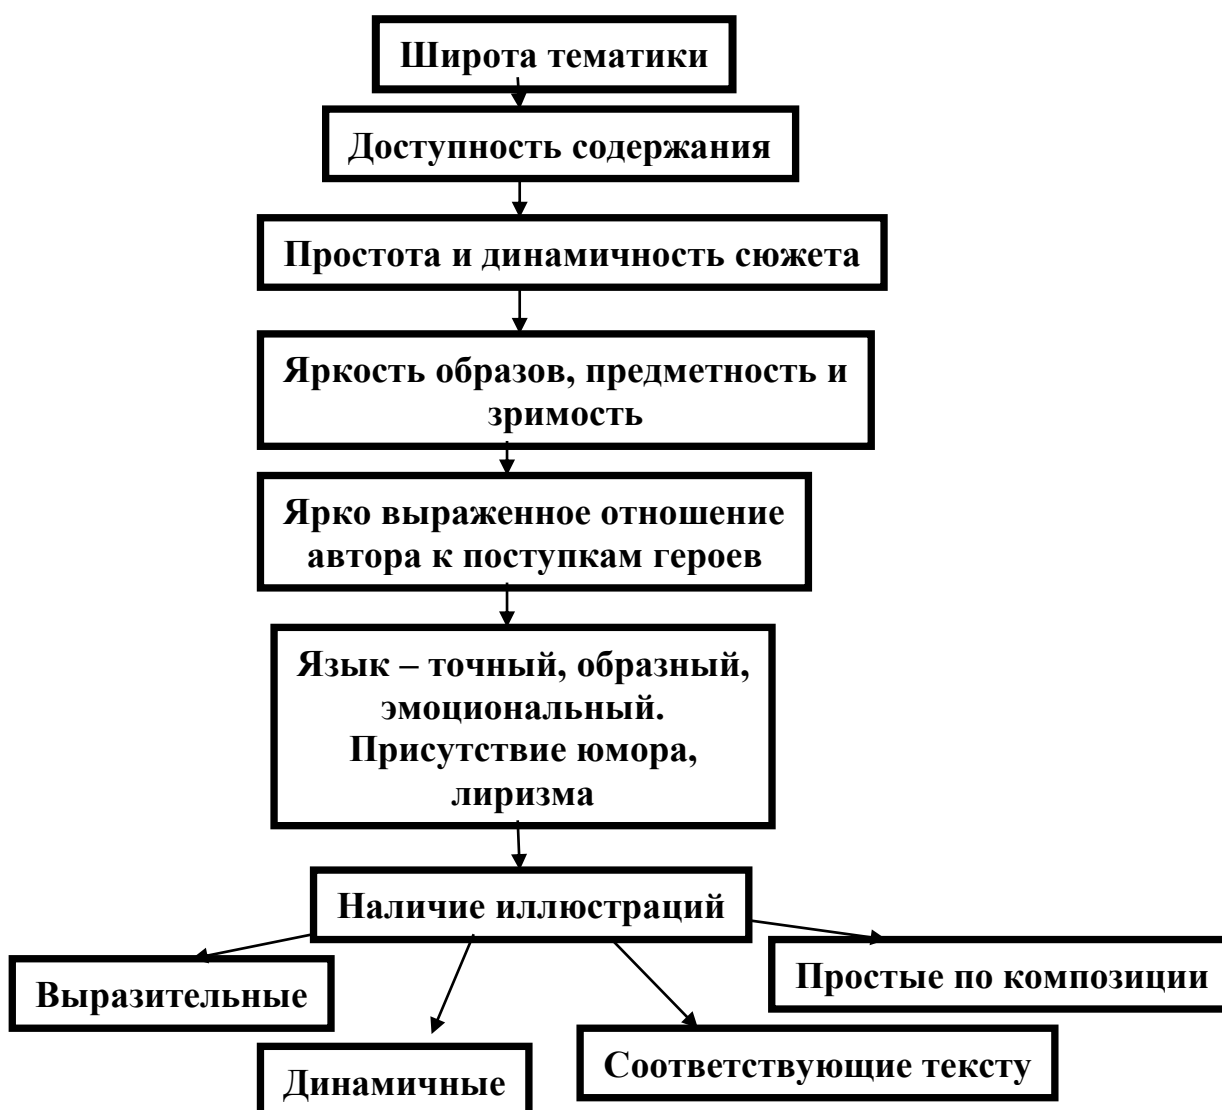 Широта тематики
Доступность содержания
Простота и динамичность сюжета
Яркость образов, предметность и
зримость
Ярко выраженное отношение
автора к поступкам героев
Язык – точный, образный,
эмоциональный.
Присутствие юмора,
лиризма
Наличие иллюстраций
Выразительные
Динамичные
Соответствующие тексту
Простые по композиции